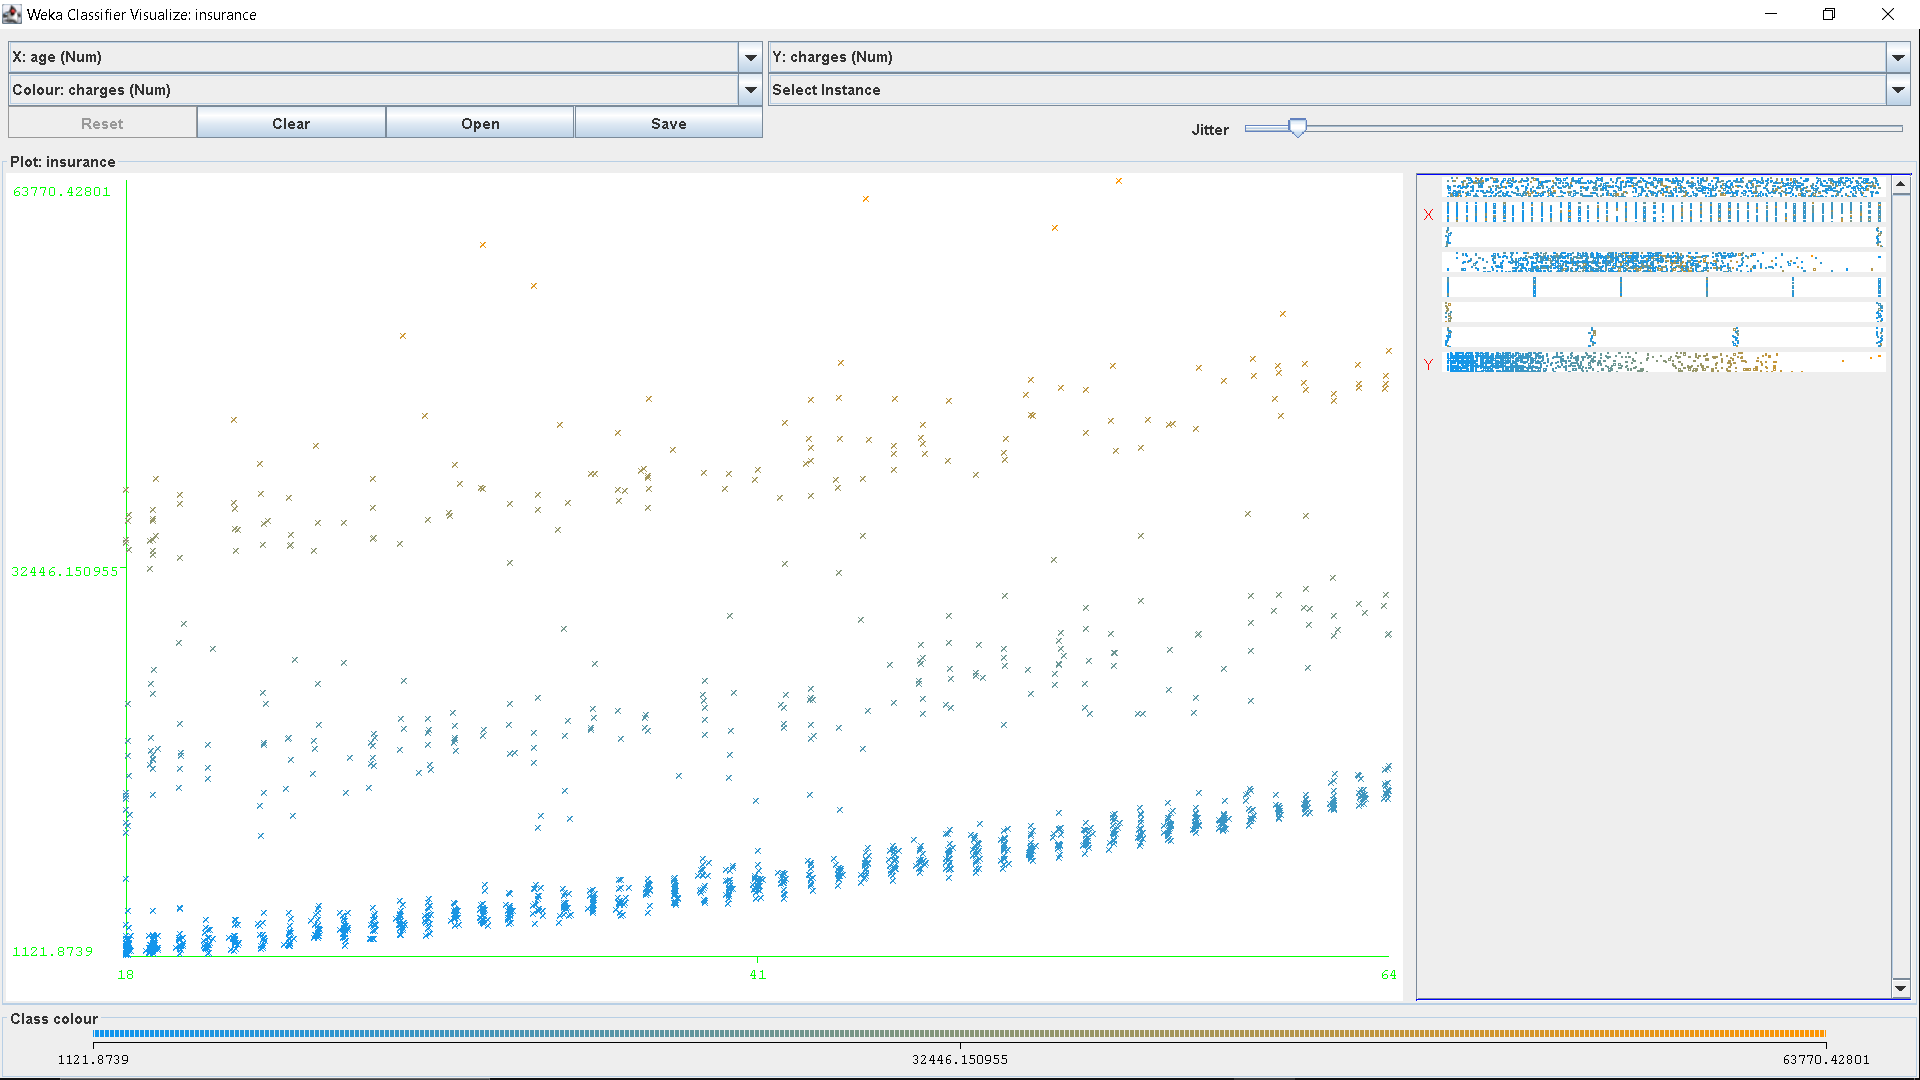 Weka Classifier Visualize: insurance
X: age (Num)
Y: charges (Num)
Colour: charges (Num)
Select Instance
Reset
Clear
Open
Save
Jitter
Plot: insurance
63770.42801
32446.150955
1121.8739
18
41
64
X
Y
Class colour
1121.8739
32446.150955
63770.42801